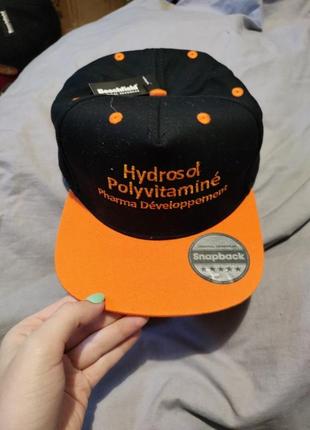 Beechfield
Hydrosol
Polyvitaminé
Pharma Développement
Snapback
★★★★★